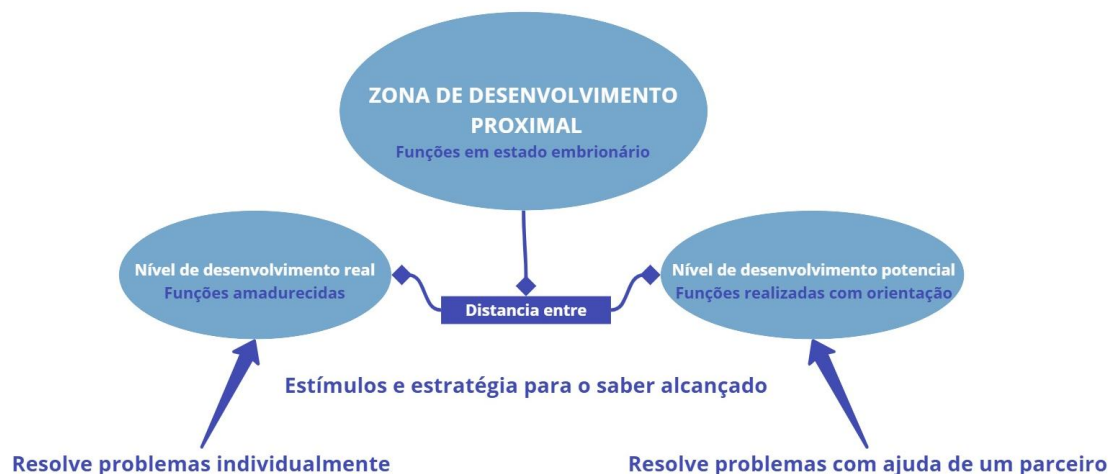 ZONA DE DESENVOLVIMENTO
PROXIMAL
Funções em estado embrionário
Nível de desenvolvimento real
Funções amadurecidas
Distancia entre
Nível de desenvolvimento potencial
Funções realizadas com orientação
Estímulos e estratégia para o saber alcançado
Resolve problemas individualmente
Resolve problemas com ajuda de um parceiro